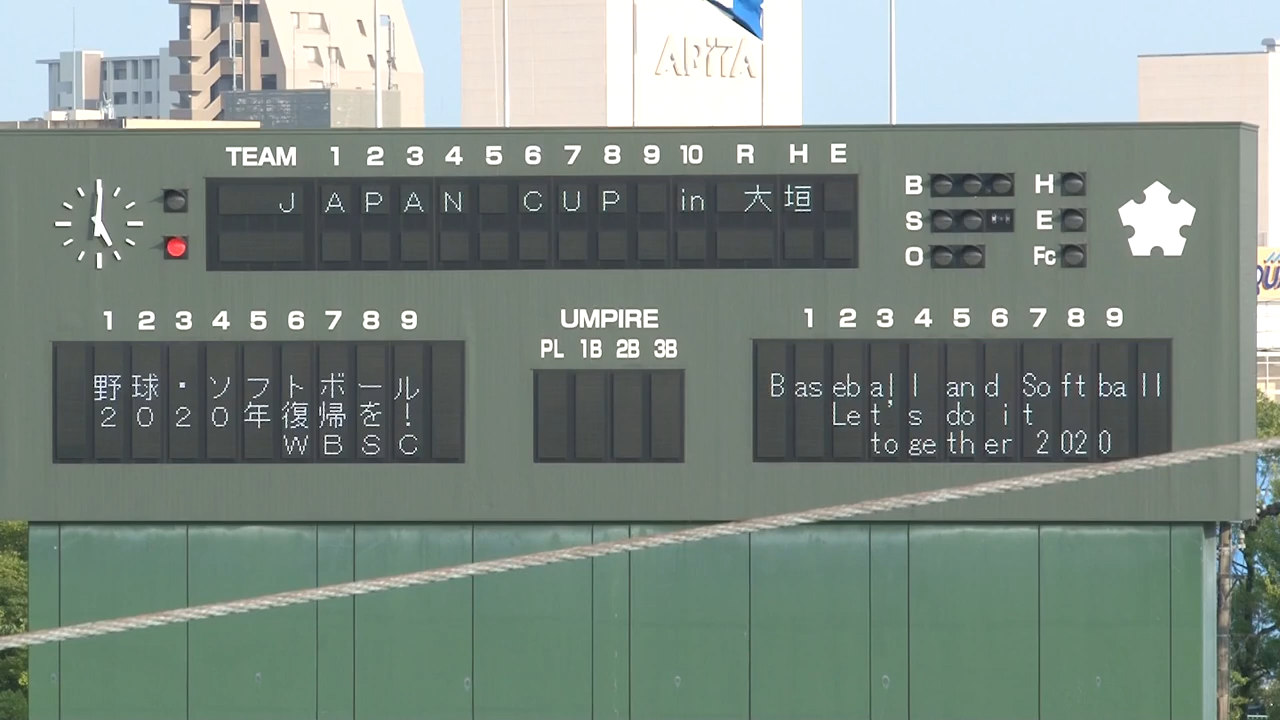 APiTA
TEAM 1 2 3 4 5 6 7 8 9 10 R H E
JAPAN CUP in 大垣
B
S
O
H
E
Fc
1 2 3 4 5 6 7 8 9
野球・ソフトボール
2020年復帰を!
WBSC
UMPIRE
PL 1B 2B 3B
1 2 3 4 5 6 7 8 9
Baseball and Softball
Let's do it
together 2020